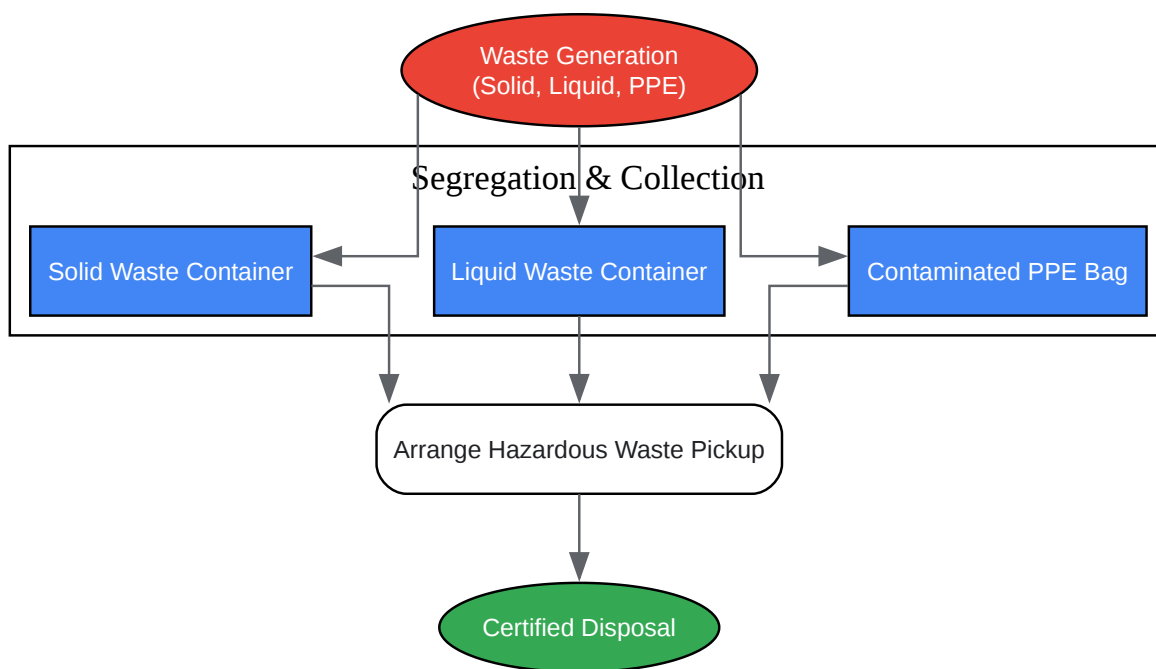 Waste Generation
(Solid, Liquid, PPE)
Segregation & Collection
Solid Waste Container
Liquid Waste Container
Contaminated PPE Bag
Arrange Hazardous Waste Pickup
Certified Disposal